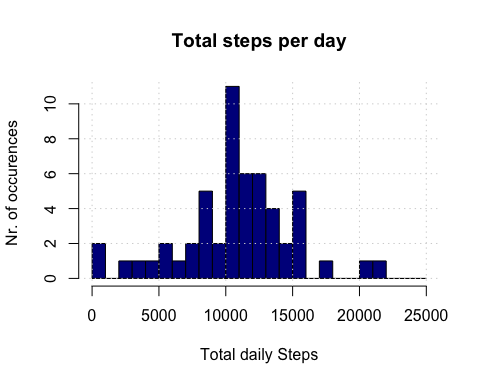 Total steps per day
Nr. of occurences
10
8
6
4
2
0
0 5000 10000 15000 20000 25000
Total daily Steps